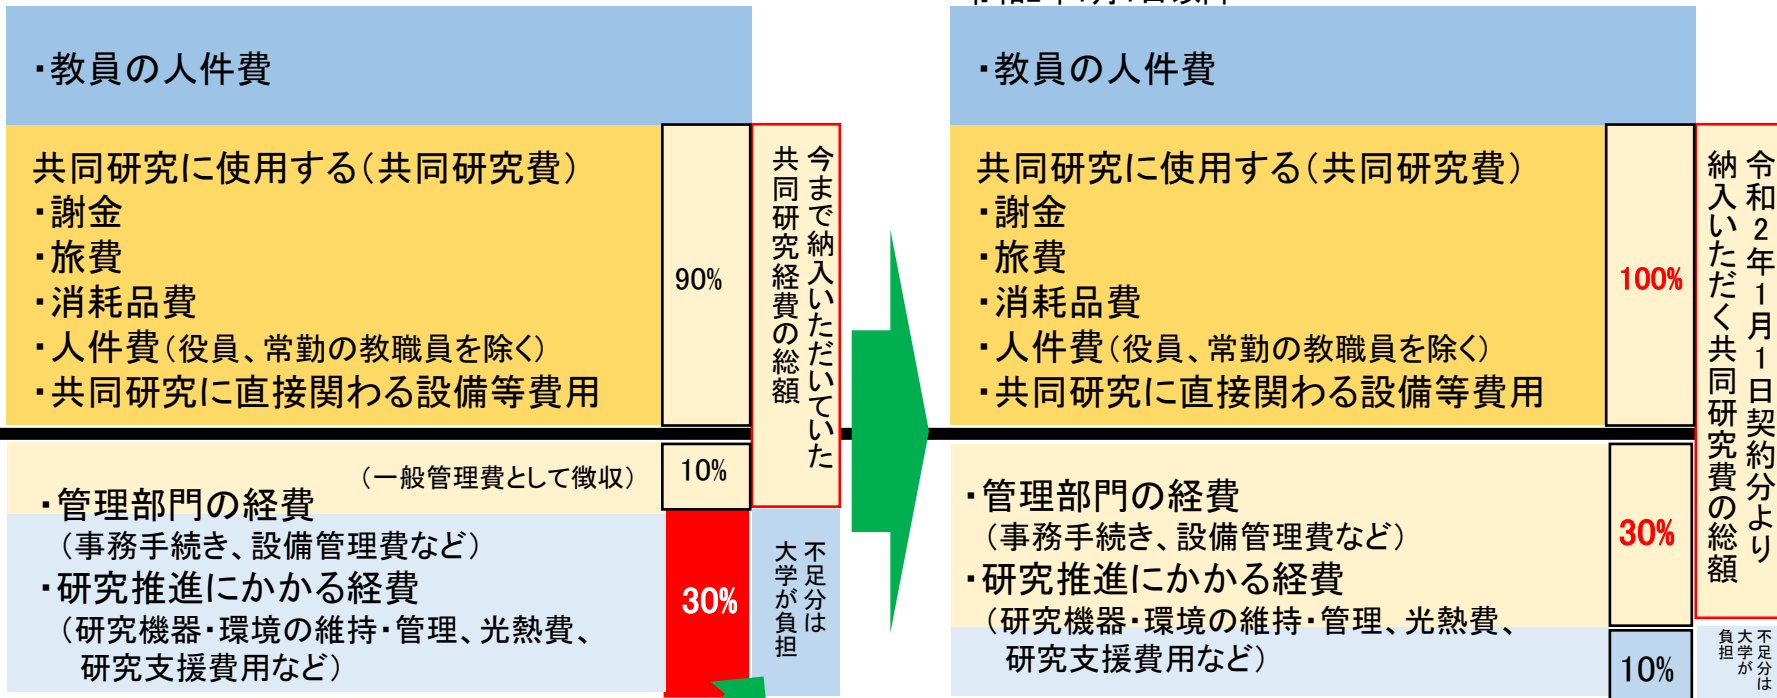 ・教員の人件費
共同研究に使用する(共同研究費)
・謝金
・旅費
・消耗品費
・人件費(役員、常勤の教職員を除く)
・共同研究に直接関わる設備等費用
90%
今まで納入いただいていた
共同研究経費の総額
(一般管理費として徴収)
10%
・管理部門の経費
(事務手続き、設備管理費など)
・研究推進にかかる経費
(研究機器・環境の維持・管理、光熱費、
研究支援費用など)
30%
不足分は
大学が負担
・教員の人件費
共同研究に使用する(共同研究費)
・謝金
・旅費
・消耗品費
・人件費(役員、常勤の教職員を除く)
・共同研究に直接関わる設備等費用
100%
令和2年1月1日契約分より
納入いただく共同研究費の総額
・管理部門の経費
(事務手続き、設備管理費など)
・研究推進にかかる経費
(研究機器・環境の維持・管理、光熱費、
研究支援費用など)
30%
10%
不足分は
大学が
負担